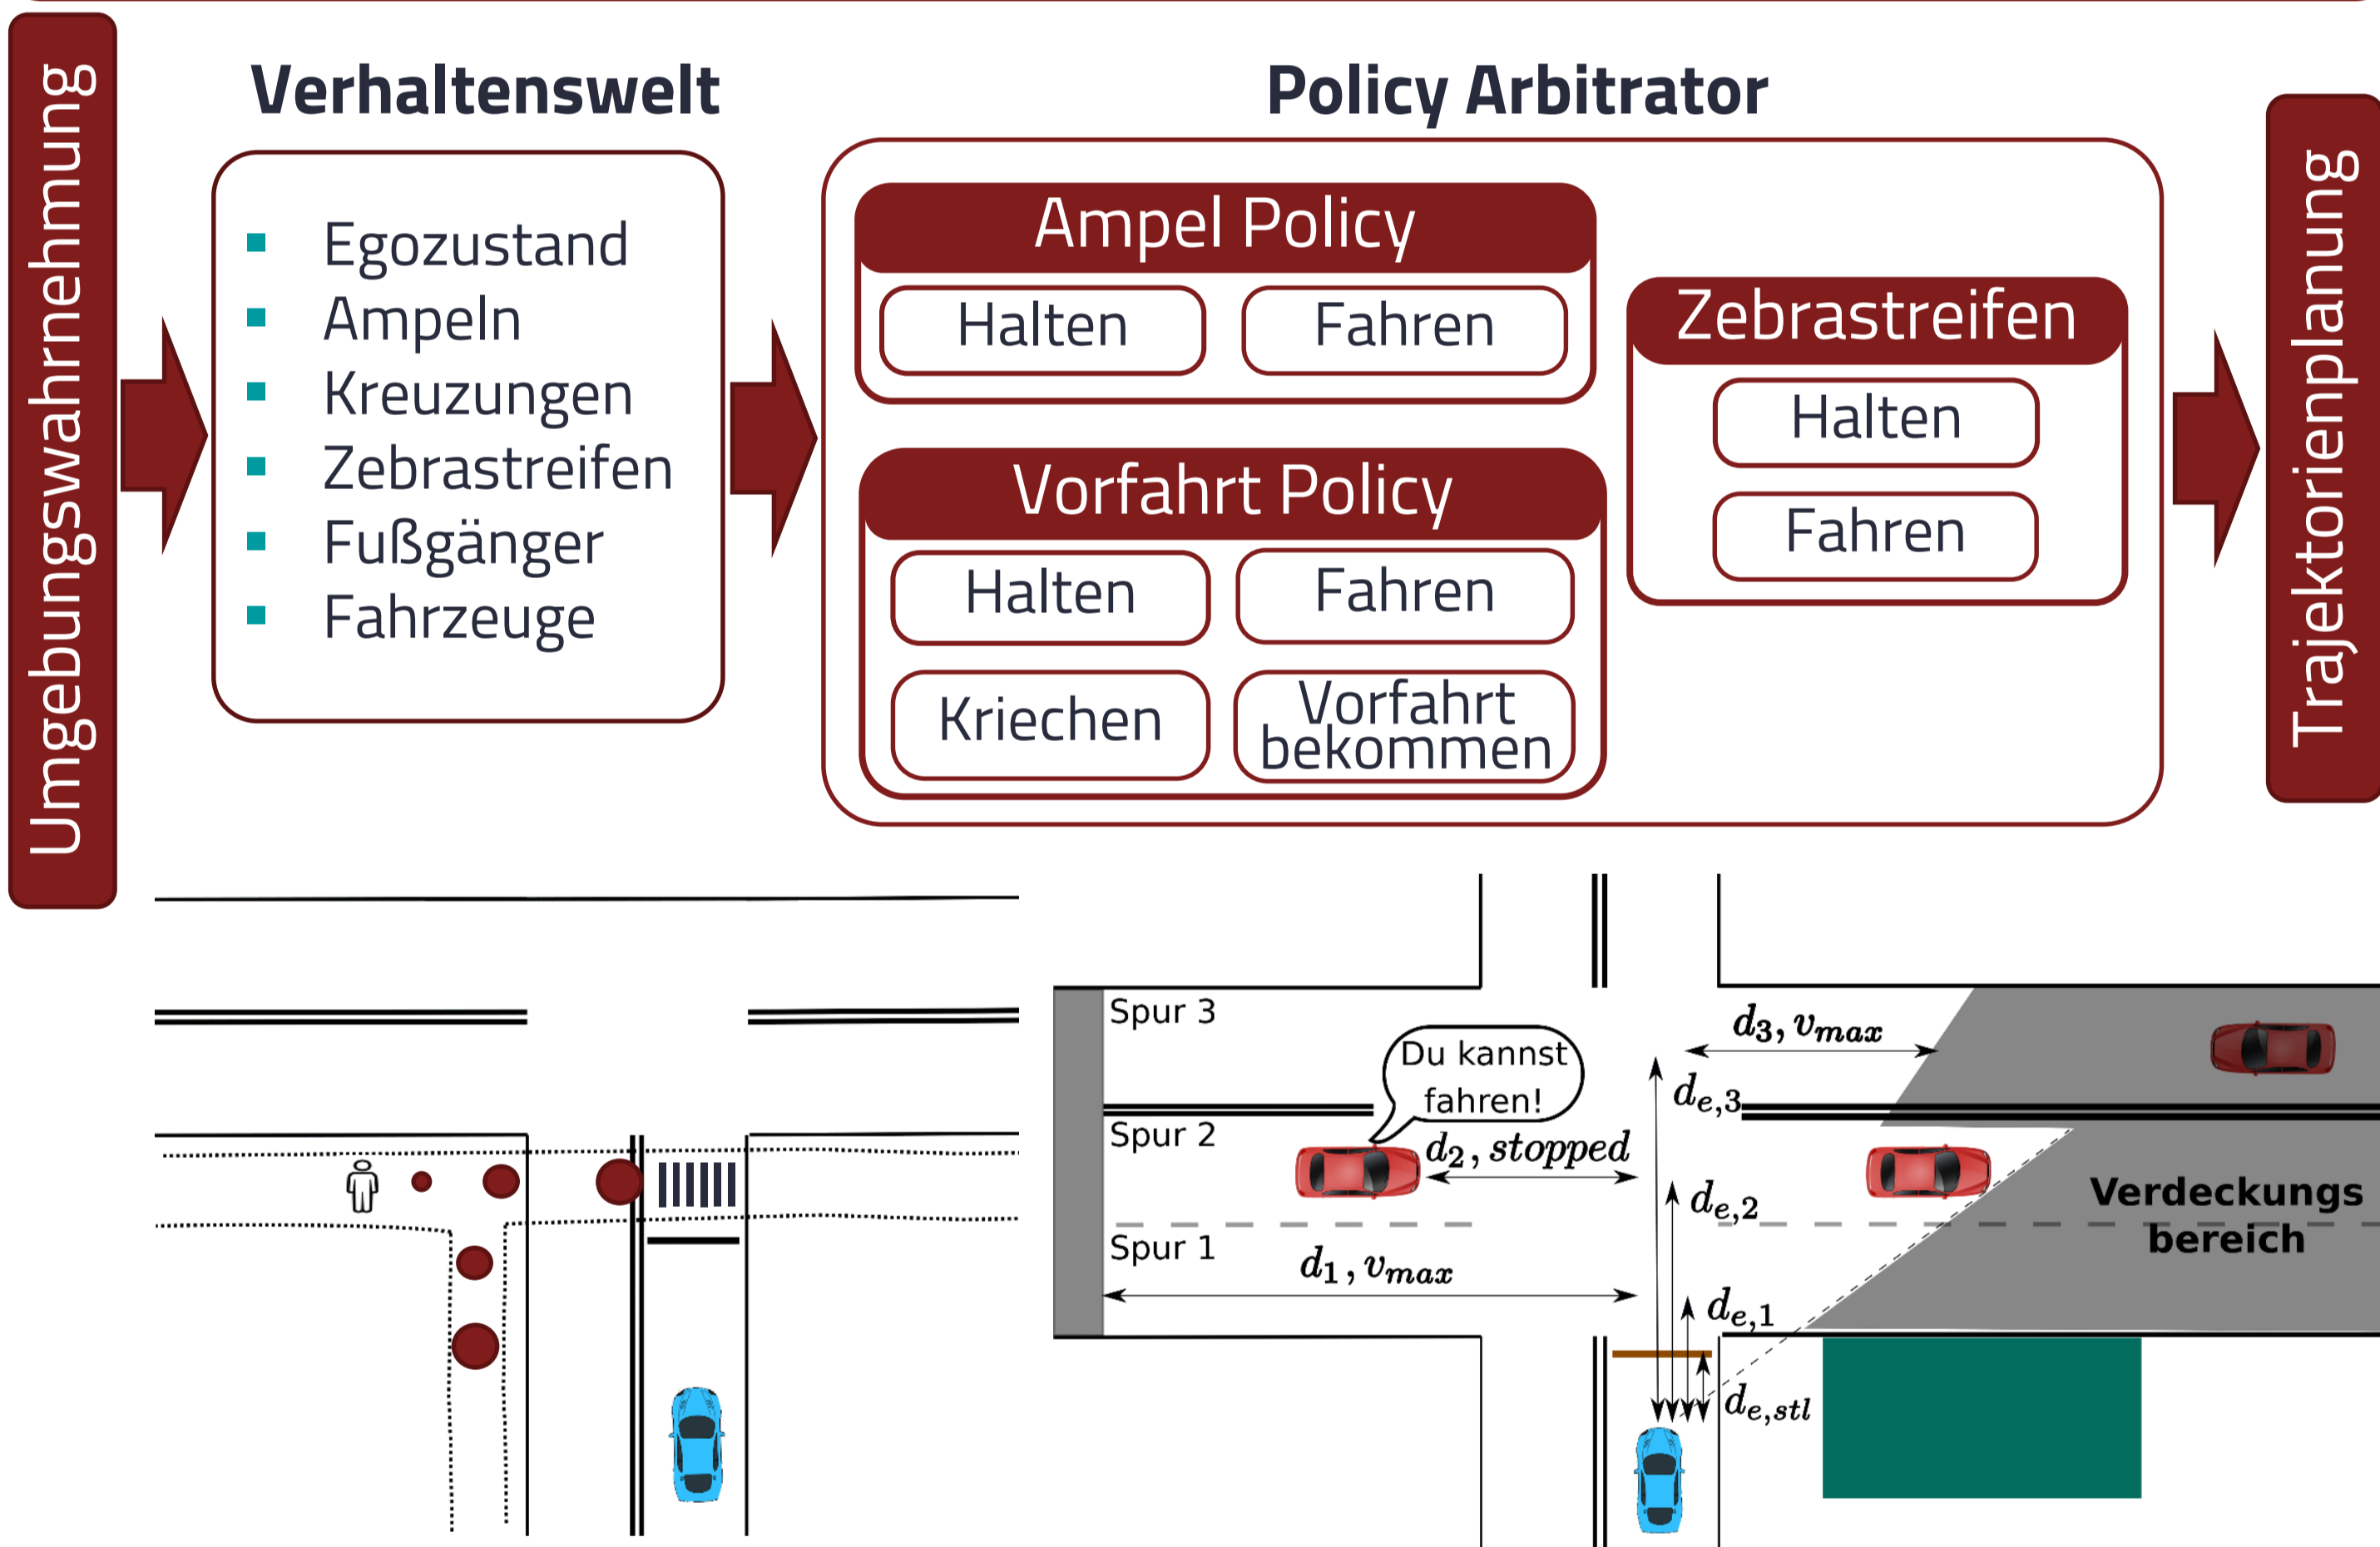 Umgebungswahrnehmung
Verhaltenswelt
Egozustand
Ampeln
Kreuzungen
Zebrastreifen
Fußgänger
Fahrzeuge
Policy Arbitrator
Ampel Policy
Halten
Fahren
Vorfahrt Policy
Halten
Fahren
Kriechen
Vorfahrt
bekommen
Zebrastreifen
Halten
Fahren
Trajektorienplanung
Spur 3
Du kannst
fahren!
d3, vmax
de,3
Spur 2
d2, stopped
de,2
Verdeckungs
bereich
Spur 1
d1, vmax
de,1
de,stl